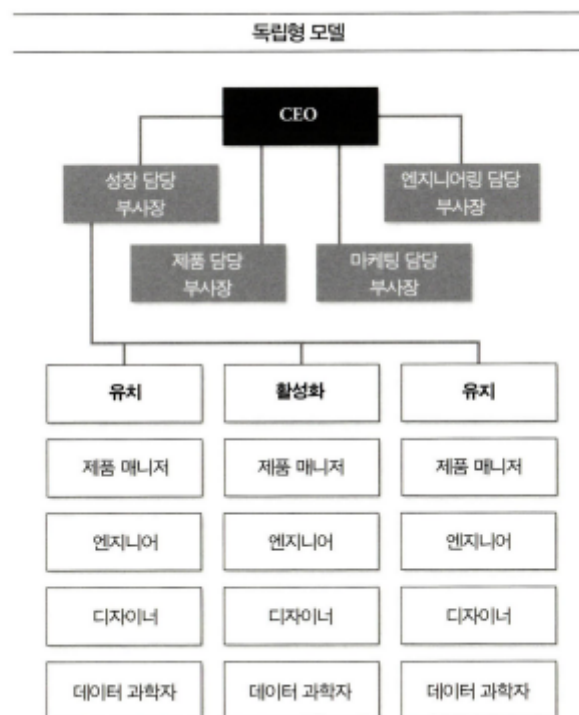 독립형 모델
CEO
성장 담당
부사장
엔지니어링 담당
부사장
제품 담당
부사장
마케팅 담당
부사장
유치
활성화
유지
제품 매니저
제품 매니저
제품 매니저
엔지니어
엔지니어
엔지니어
디자이너
디자이너
디자이너
데이터 과학자
데이터 과학자
데이터 과학자